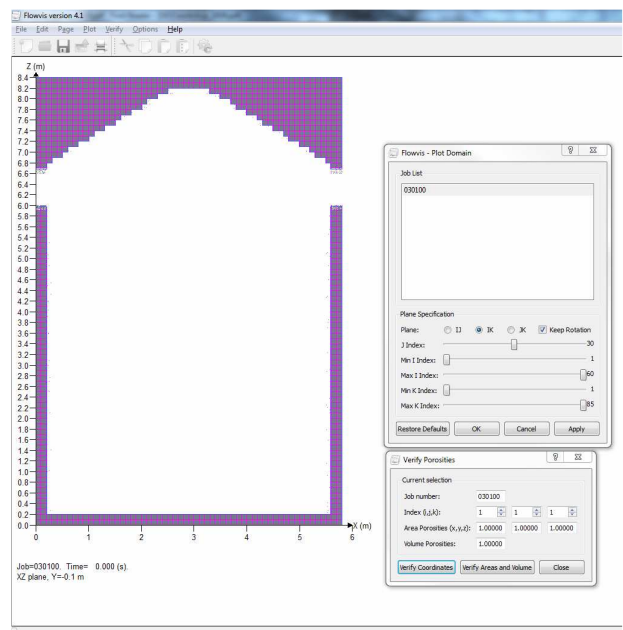 Flowvis version 4.1
File Edit Page Plot Verify Options Help
Z (m)
8.4
8.2
8.0
7.8
7.6
7.4
7.2
7.0
6.8
6.6
6.4
6.2
6.0
5.8
5.6
5.4
5.2
5.0
4.8
4.6
4.4
4.2
4.0
3.8
3.6
3.4
3.2
3.0
2.8
2.6
2.4
2.2
2.0
1.8
1.6
1.4
1.2
1.0
0.8
0.6
0.4
0.2
0.0
0 1 2 3 4 5 6
X (m)
Job=030100. Time= 0.000 (s).
XZ plane, Y=-0.1 m
Flowvis - Plot Domain
Job List
030100
Plane Specification
Plane: IJ IK JK Keep Rotation
J Index: 30
Min I Index: 1
Max I Index: 60
Min K Index: 1
Max K Index: 85
Restore Defaults OK Cancel Apply
Verify Porosities
Current selection
Job number: 030100
Index (i,j,k): 1 1 1
Area Porosities (x,y,z): 1.00000 1.00000 1.00000
Volume Porosities: 1.00000
Verify Coordinates Verify Areas and Volume Close